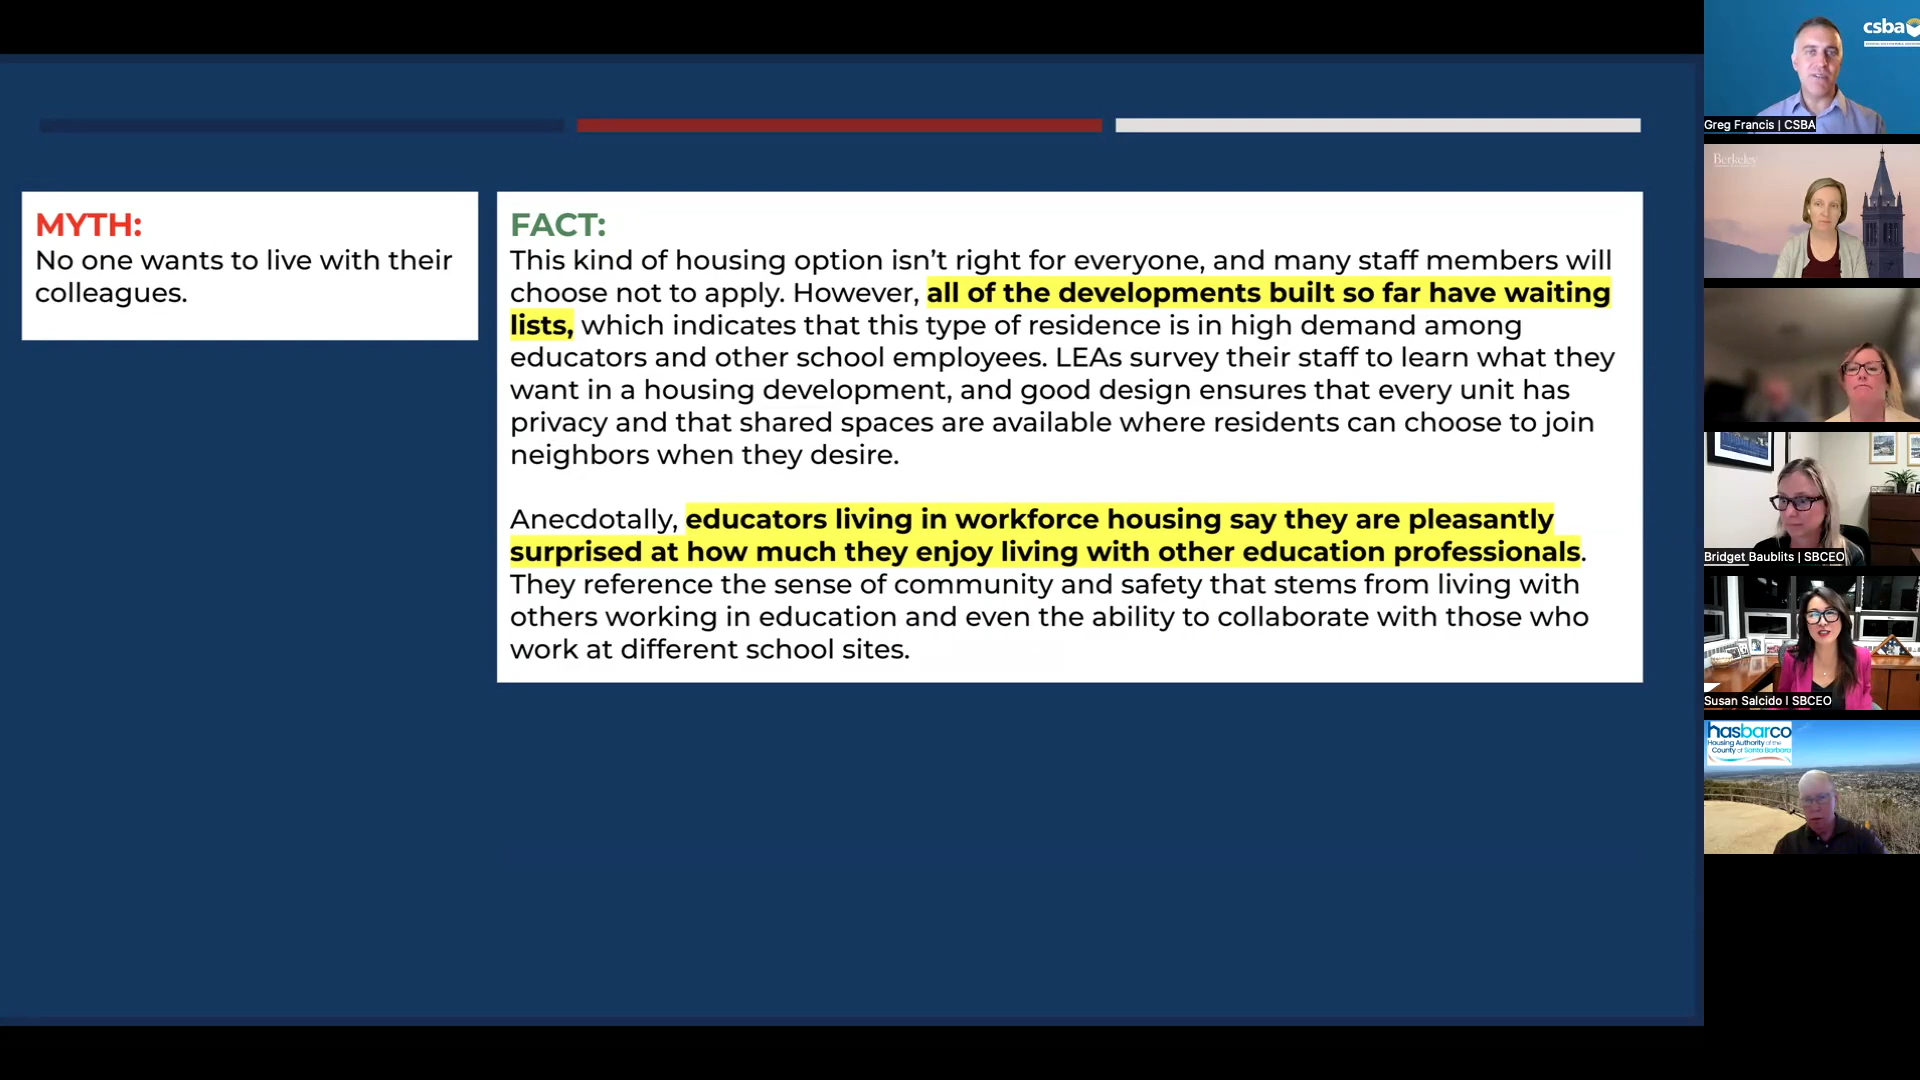 MYTH:
No one wants to live with their
colleagues.
FACT:
This kind of housing option isn’t right for everyone, and many staff members will
choose not to apply. However, all of the developments built so far have waiting
lists, which indicates that this type of residence is in high demand among
educators and other school employees. LEAs survey their staff to learn what they
want in a housing development, and good design ensures that every unit has
privacy and that shared spaces are available where residents can choose to join
neighbors when they desire.
Anecdotally, educators living in workforce housing say they are pleasantly
surprised at how much they enjoy living with other education professionals.
They reference the sense of community and safety that stems from living with
others working in education and even the ability to collaborate with those who
work at different school sites.
csba
Greg Francis | CSBA
Berkeley
Bridget Baublits | SBCEO
Susan Salcido I SBCEO
hasbarco
Housing Authority of the
County of Santa Barbara